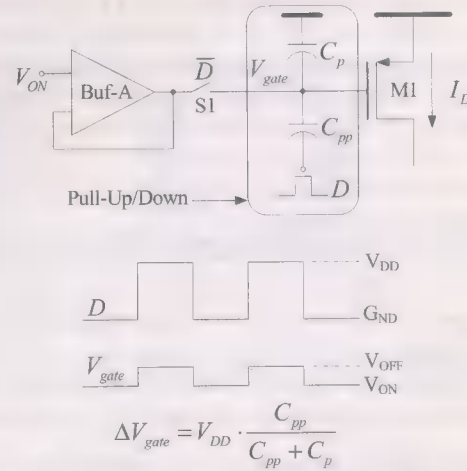 V_ON
Buf-A
D̅
S1
V_gate
C_p
C_pp
M1
I_D
Pull-Up/Down
D
D
V_DD
G_ND
V_gate
V_OFF
V_ON
ΔV_gate = V_DD · C_pp / (C_pp + C_p)